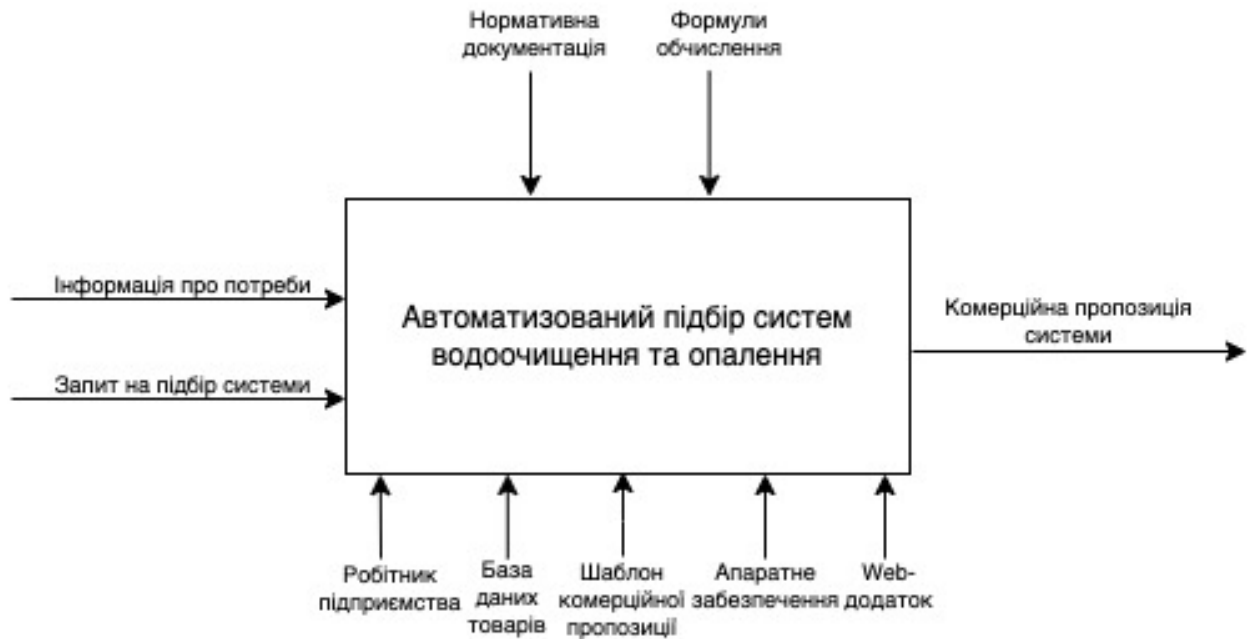 Нормативна
документація
Формули
обчислення
Інформація про потреби
Запит на підбір системи
Автоматизований підбір систем
водоочищення та опалення
Комерційна пропозиція
системи
Робітник
підприємства
База
даних
товарів
Шаблон
комерційної
пропозиції
Апаратне
забезпечення
Web-
додаток